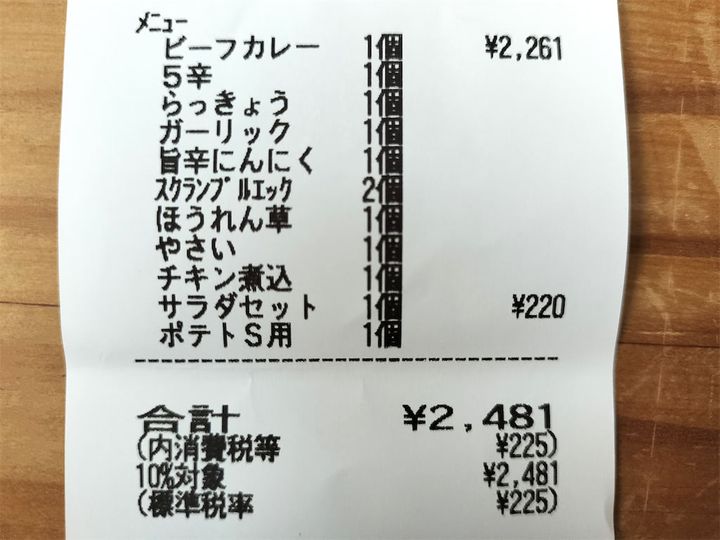 メニュー
ビーフカレー 1個 ¥2,261
5辛 1個
らっきょう 1個
ガーリック 1個
旨辛にんにく 1個
ｽｸﾗﾝﾌﾞﾙｴｯｸ 2個
ほうれん草 1個
やさい 1個
チキン煮込 1個
サラダセット 1個 ¥220
ポテトS用 1個
合計 ¥2,481
(内消費税等 ¥225)
10%対象 ¥2,481
(標準税率 ¥225)